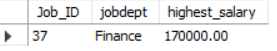 Job_ID jobdept highest_salary
37 Finance 170000.00